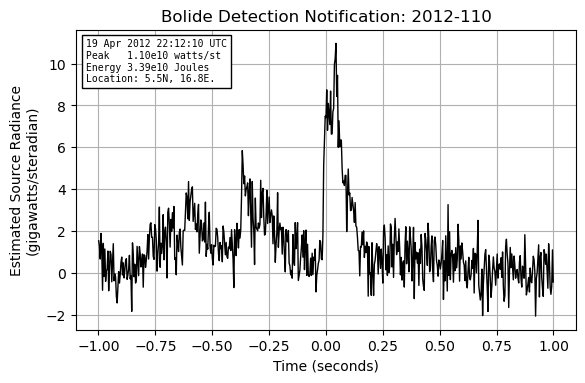 Bolide Detection Notification: 2012-110
19 Apr 2012 22:12:10 UTC
Peak   1.10e10 watts/st
Energy 3.39e10 Joules
Location: 5.5N, 16.8E.
Estimated Source Radiance
(gigawatts/steradian)
10
8
6
4
2
0
−2
−1.00 −0.75 −0.50 −0.25 0.00 0.25 0.50 0.75 1.00
Time (seconds)